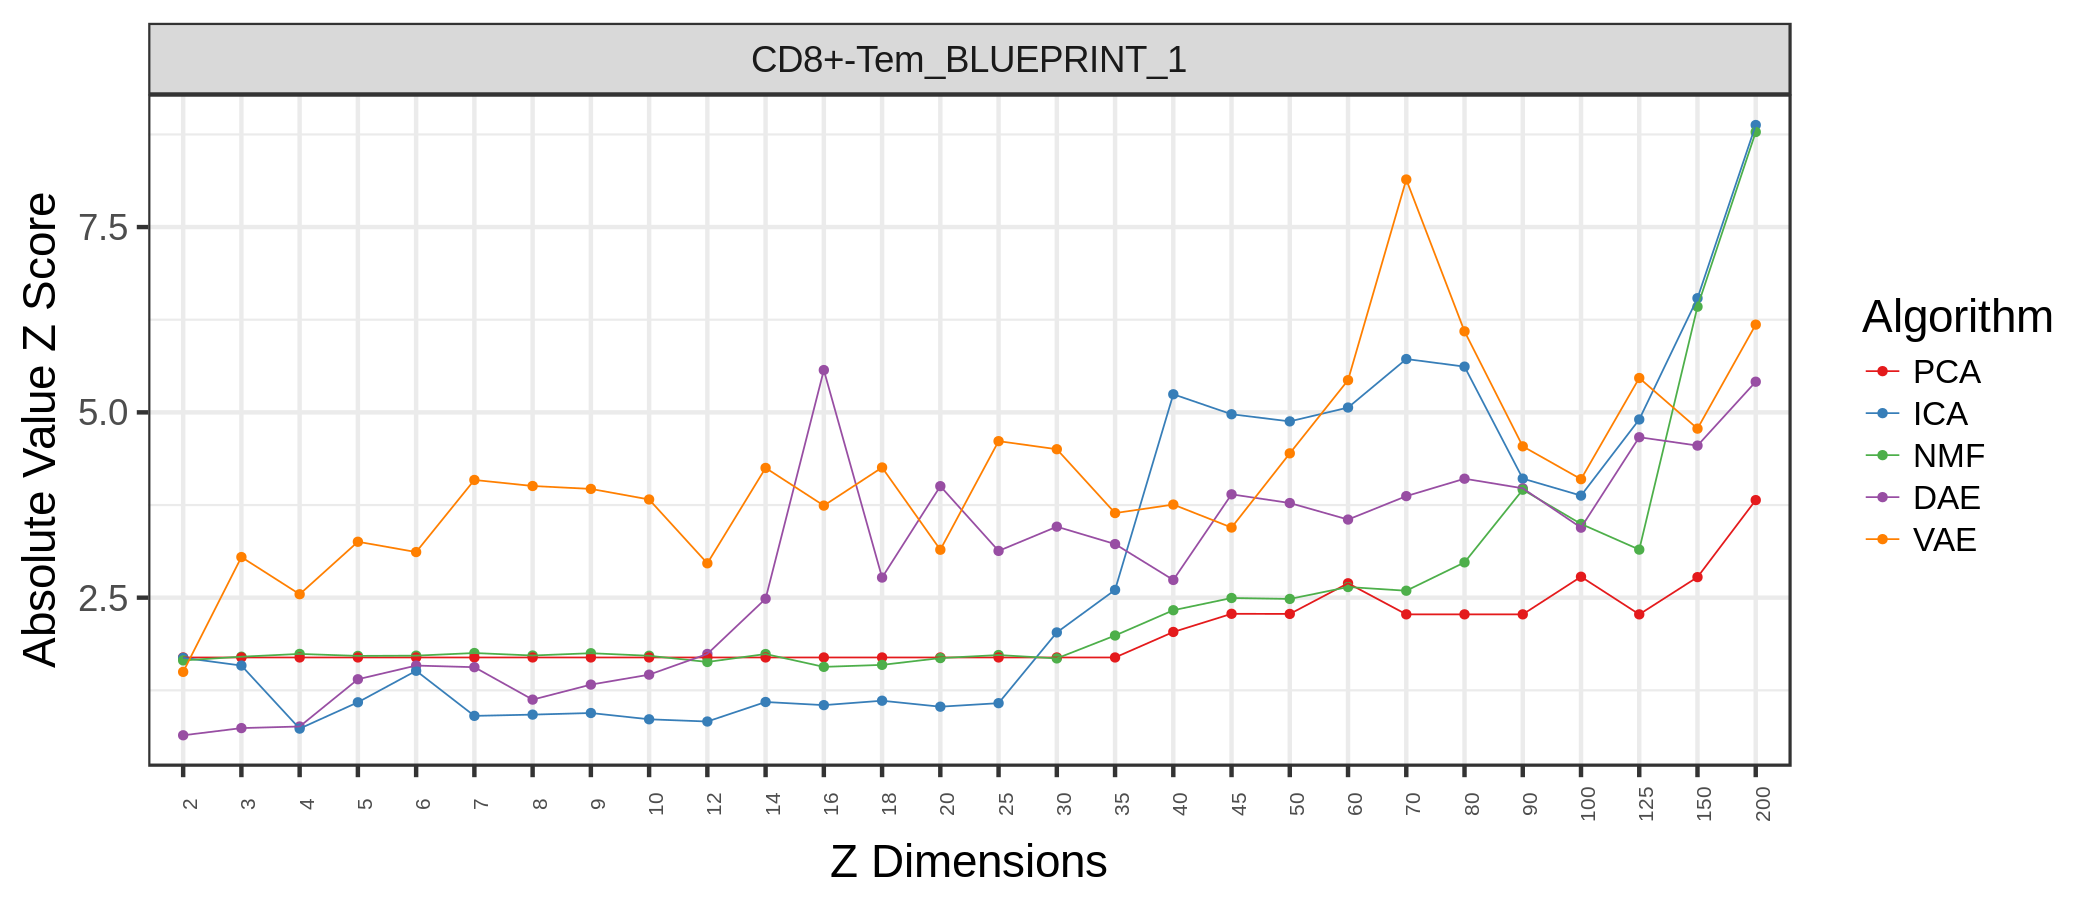 CD8+-Tem_BLUEPRINT_1
Absolute Value Z Score
7.5
5.0
2.5
2 3 4 5 6 7 8 9 10 12 14 16 18 20 25 30 35 40 45 50 60 70 80 90 100 125 150 200
Z Dimensions
Algorithm
PCA
ICA
NMF
DAE
VAE